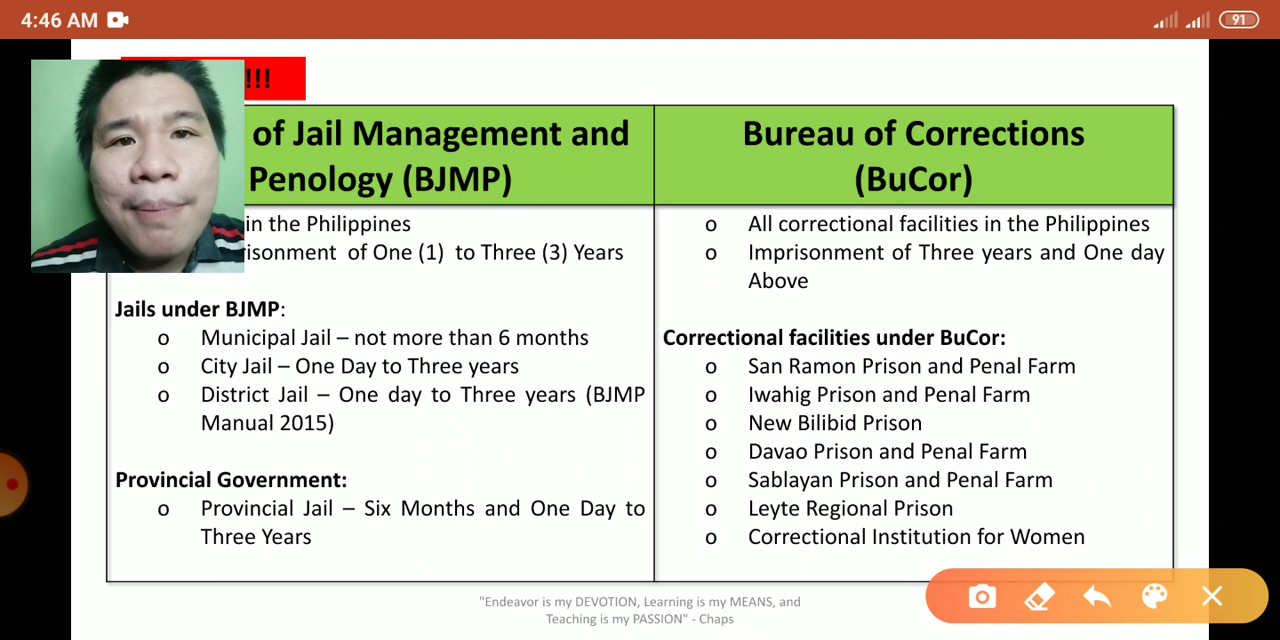 4:46 AM
91
!!!
of Jail Management and
Penology (BJMP)
in the Philippines
isonment of One (1) to Three (3) Years
Jails under BJMP:
o Municipal Jail – not more than 6 months
o City Jail – One Day to Three years
o District Jail – One day to Three years (BJMP
Manual 2015)
Provincial Government:
o Provincial Jail – Six Months and One Day to
Three Years
Bureau of Corrections
(BuCor)
o All correctional facilities in the Philippines
o Imprisonment of Three years and One day
Above
Correctional facilities under BuCor:
o San Ramon Prison and Penal Farm
o Iwahig Prison and Penal Farm
o New Bilibid Prison
o Davao Prison and Penal Farm
o Sablayan Prison and Penal Farm
o Leyte Regional Prison
o Correctional Institution for Women
"Endeavor is my DEVOTION, Learning is my MEANS, and
Teaching is my PASSION" - Chaps